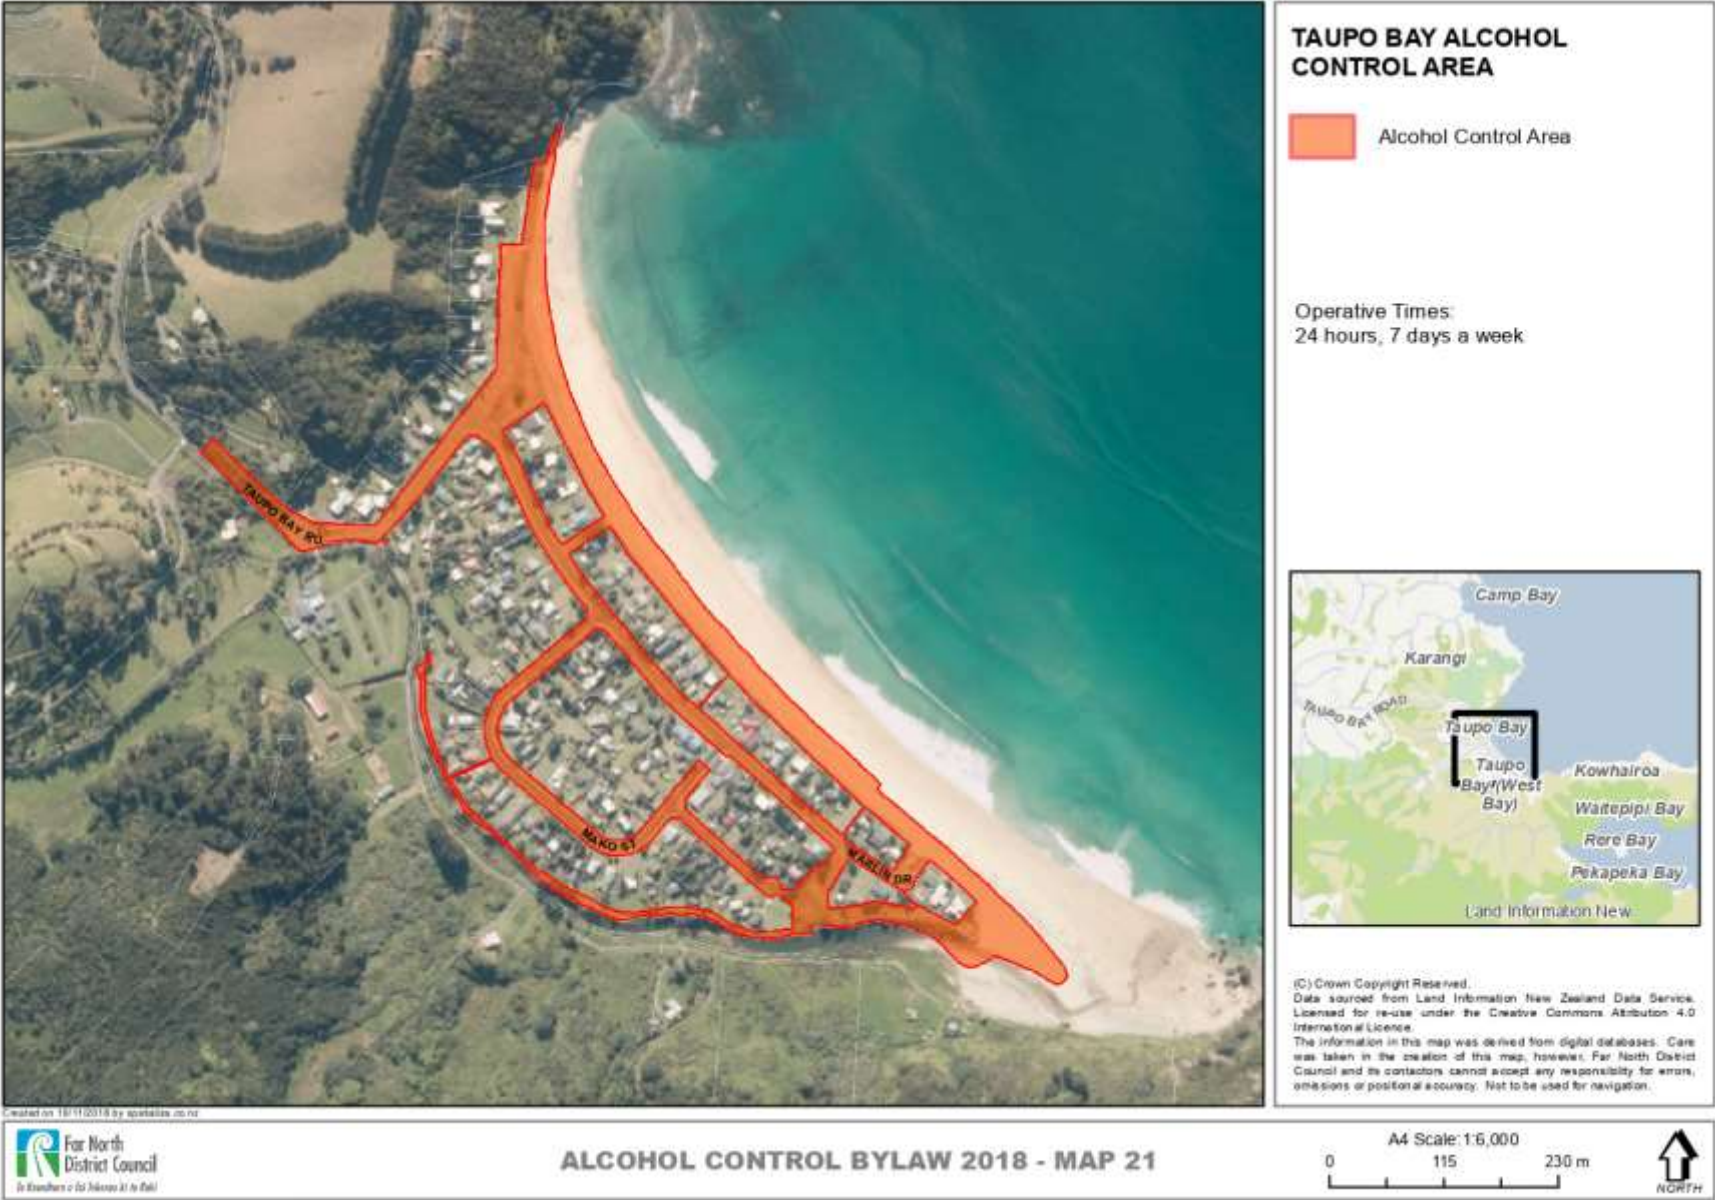 TAUPO BAY ALCOHOL
CONTROL AREA
Alcohol Control Area
Operative Times:
24 hours, 7 days a week
TAUPO BAY RD
MAKO ST
MARLIN DR
Camp Bay
Karangi
TAUPO BAY ROAD
Taupo Bay
Taupo
Bay (West
Bay)
Kowhairoa
Waitepipi Bay
Rere Bay
Pekapeka Bay
Land Information New
(C) Crown Copyright Reserved.
Data sourced from Land Information New Zealand Data Service.
Licensed for re-use under the Creative Commons Attribution 4.0
International Licence.
The information in this map was derived from digital databases. Care
was taken in the creation of this map, however, Far North District
Council and its contactors cannot accept any responsibility for errors,
omissions or positional accuracy. Not to be used for navigation.
Far North
District Council
ALCOHOL CONTROL BYLAW 2018 - MAP 21
A4 Scale: 1:6,000
0 115 230 m
NORTH